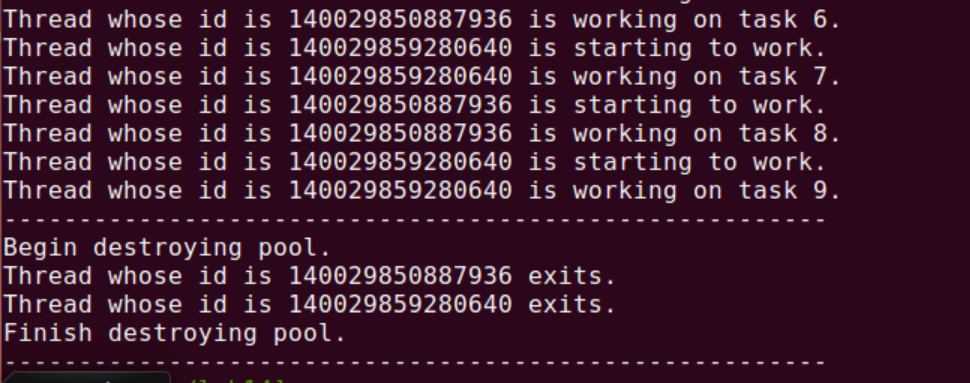 Thread whose id is 140029850887936 is working on task 6.
Thread whose id is 140029859280640 is starting to work.
Thread whose id is 140029859280640 is working on task 7.
Thread whose id is 140029850887936 is starting to work.
Thread whose id is 140029850887936 is working on task 8.
Thread whose id is 140029859280640 is starting to work.
Thread whose id is 140029859280640 is working on task 9.
-------------------------------------------------------
Begin destroying pool.
Thread whose id is 140029850887936 exits.
Thread whose id is 140029859280640 exits.
Finish destroying pool.
-------------------------------------------------------